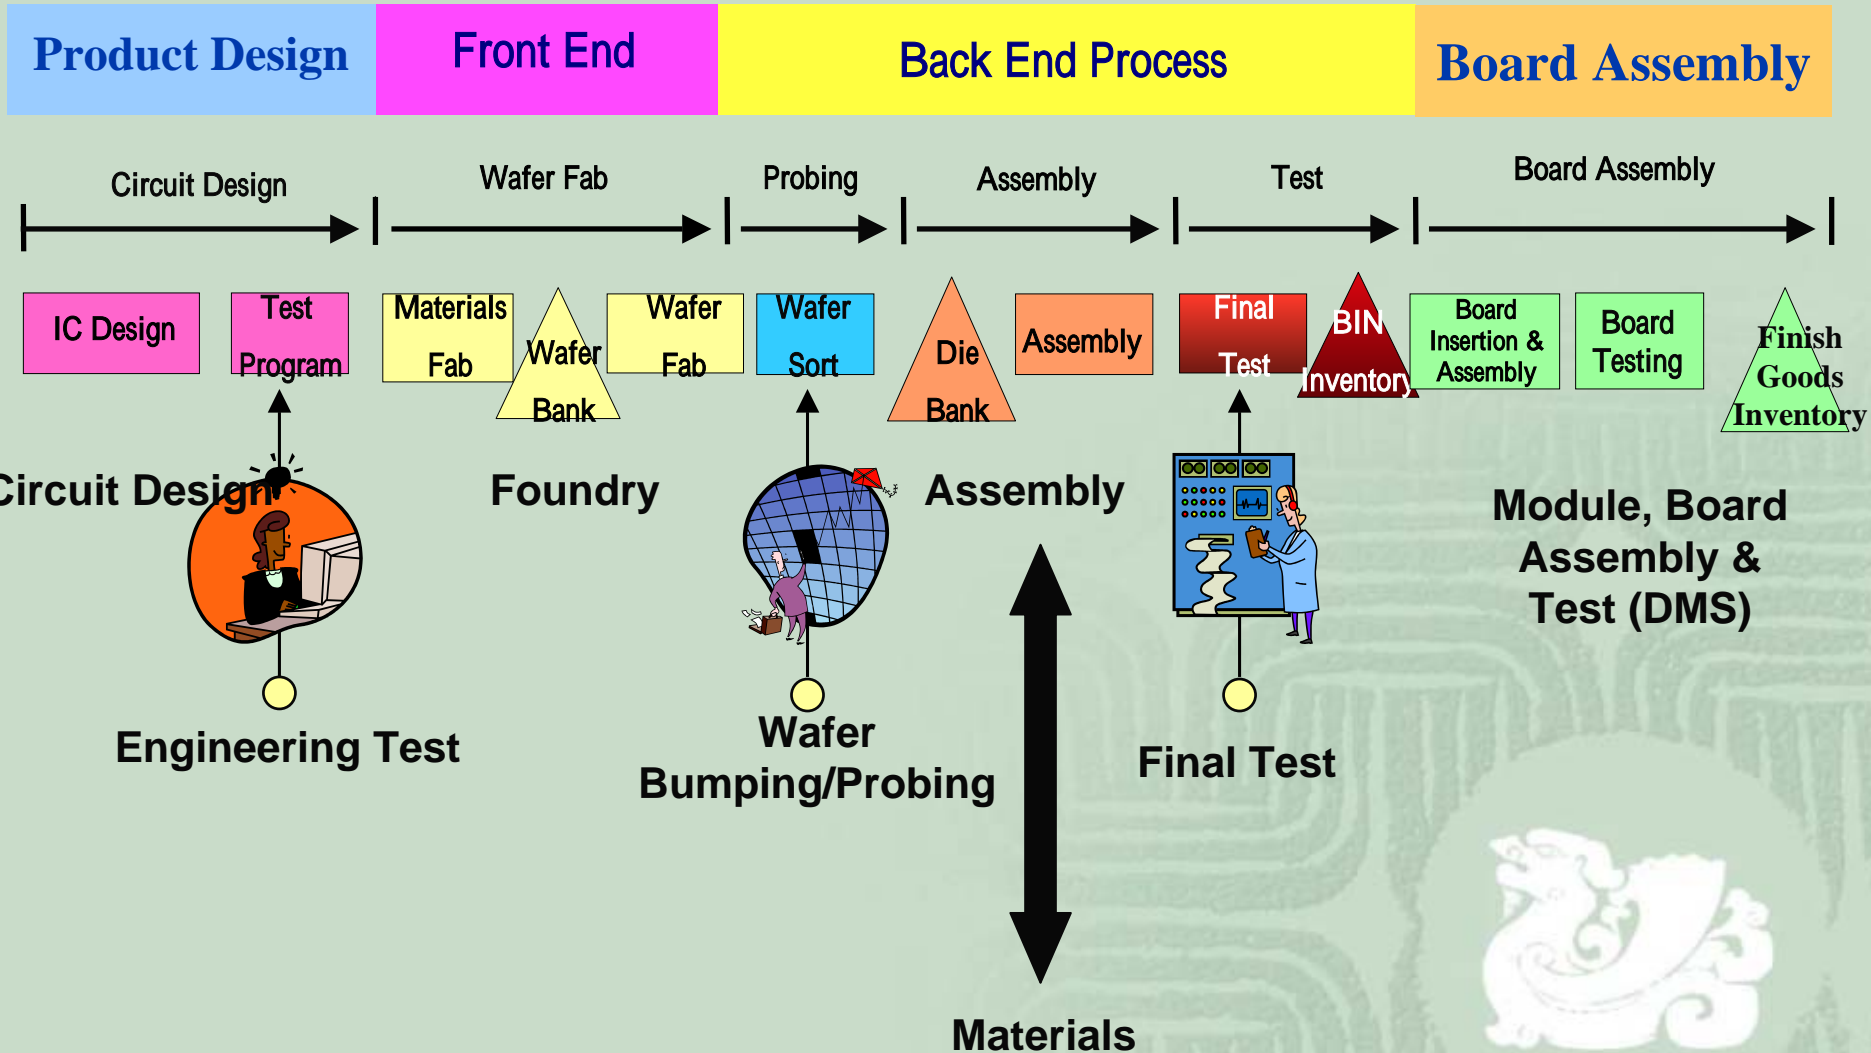 Product Design
Front End
Back End Process
Board Assembly
Circuit Design
Wafer Fab
Probing
Assembly
Test
Board Assembly
IC Design
Test
Program
Materials
Fab
Wafer
Bank
Wafer
Fab
Wafer
Sort
Die
Bank
Assembly
Final
Test
BIN
Inventory
Board
Insertion &
Assembly
Board
Testing
Finish
Goods
Inventory
Circuit Design
Foundry
Assembly
Module, Board
Assembly &
Test (DMS)
Engineering Test
Wafer
Bumping/Probing
Final Test
Materials